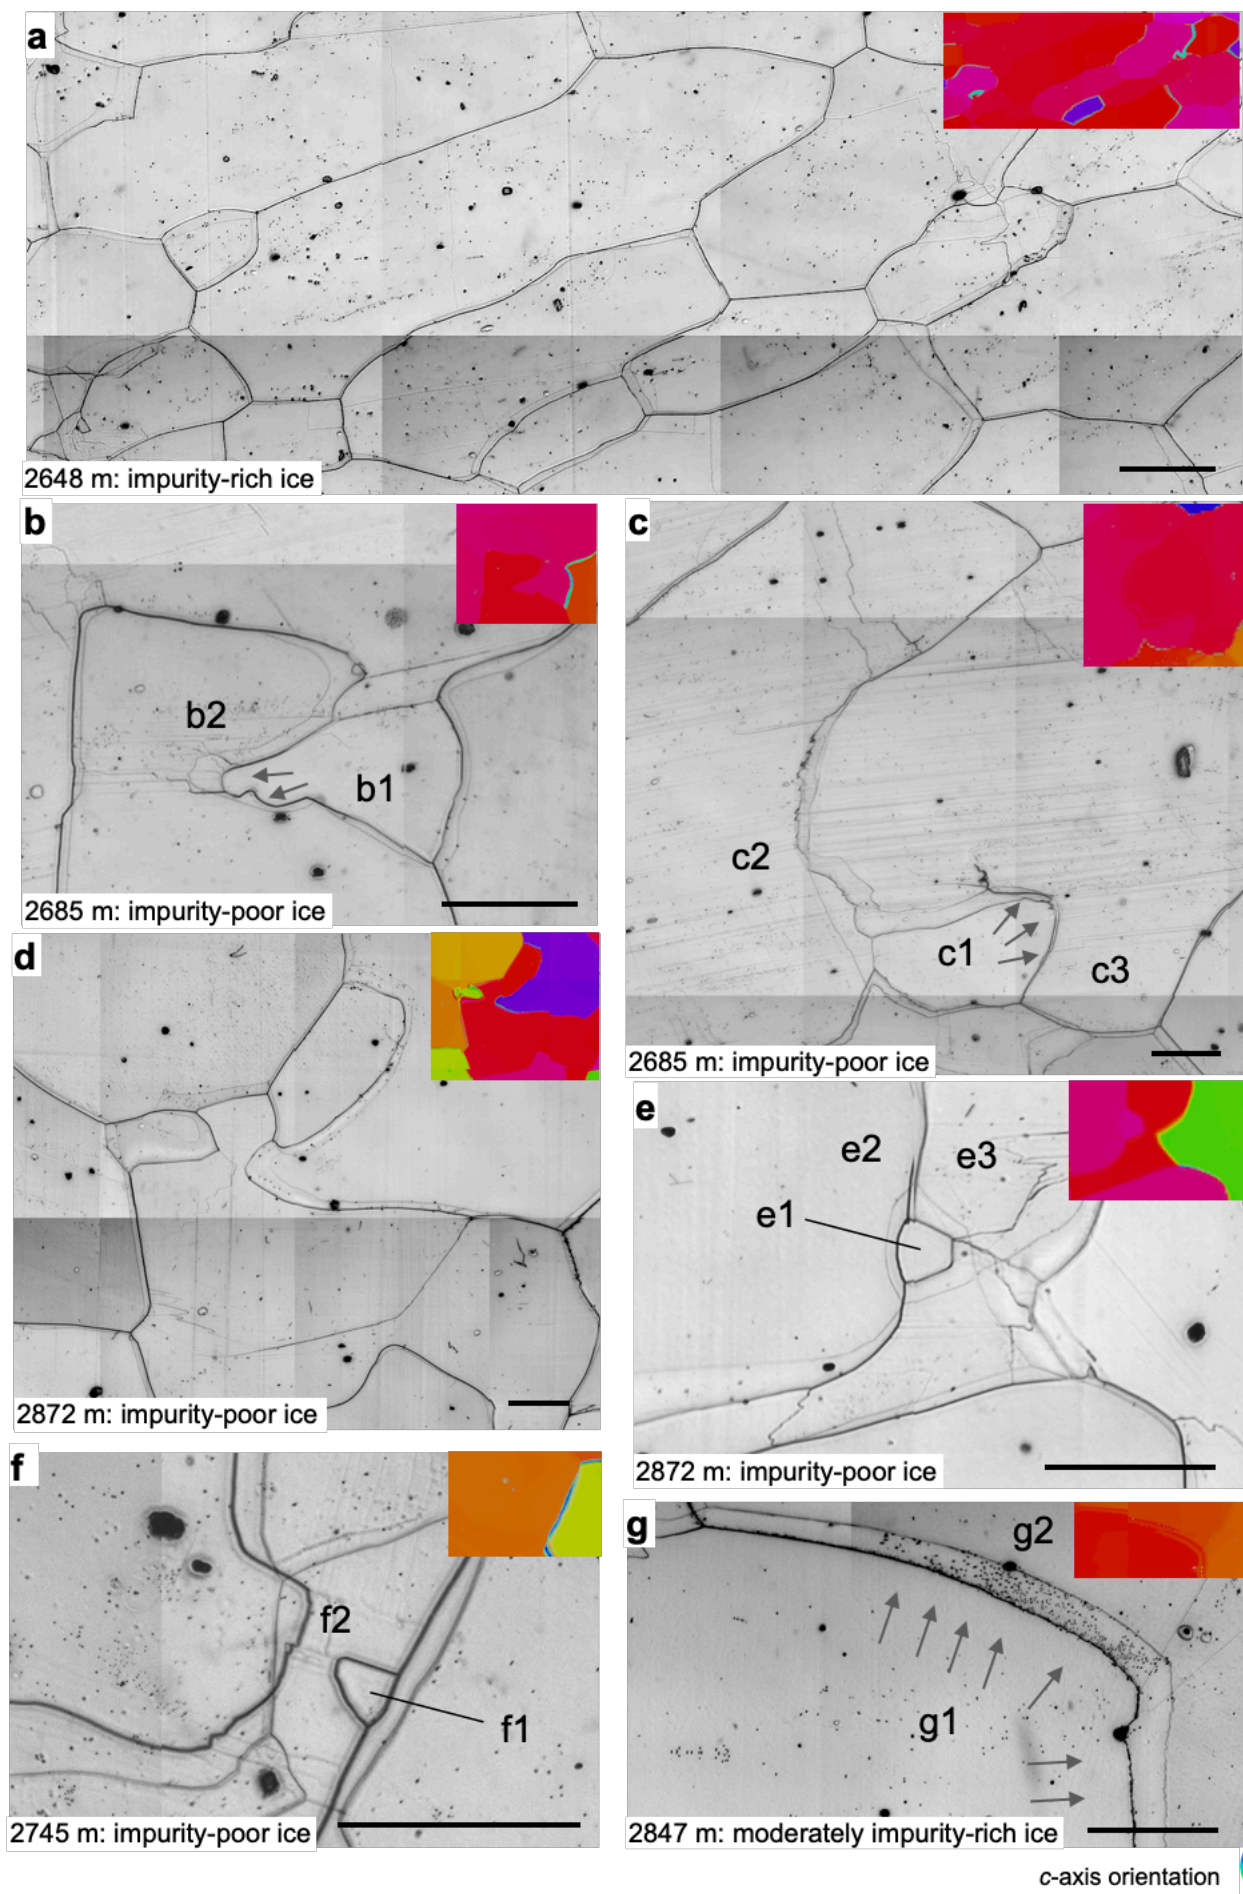 a
2648 m: impurity-rich ice
b
b2
b1
2685 m: impurity-poor ice
c
c2
c1
c3
2685 m: impurity-poor ice
d
2872 m: impurity-poor ice
e
e2
e3
e1
2872 m: impurity-poor ice
f
f2
f1
2745 m: impurity-poor ice
g
g2
g1
2847 m: moderately impurity-rich ice
c-axis orientation